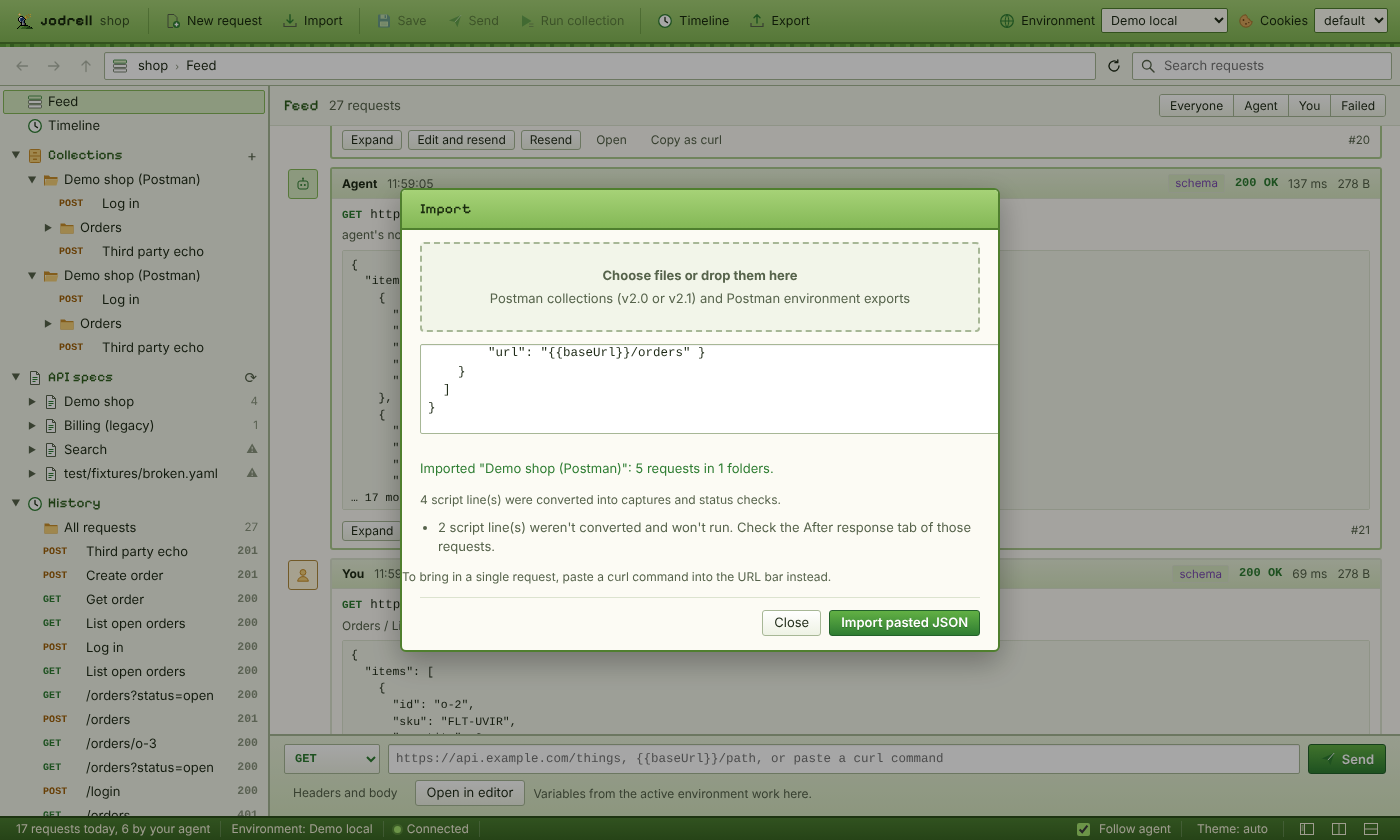 Jodrell shop
New request
Import
Save
Send
Run collection
Timeline
Export
Environment
Demo local
Cookies
default
shop › Feed
Search requests
Feed
Timeline
Collections
Demo shop (Postman)
POST Log in
Orders
POST Third party echo
Demo shop (Postman)
POST Log in
Orders
POST Third party echo
API specs
Demo shop 4
Billing (legacy) 1
Search
test/fixtures/broken.yaml
History
All requests 27
POST Third party echo 201
POST Create order 201
GET Get order 200
GET List open orders 200
POST Log in 200
GET List open orders 200
GET /orders?status=open 200
POST /orders 201
GET /orders/o-3 200
GET /orders?status=open 200
POST /login 200
GET /orders 401
Feed 27 requests
Everyone Agent You Failed
Expand Edit and resend Resend Open Copy as curl #20
Agent 11:59:05 schema 200 OK 137 ms 278 B
GET http
agent's no
{
"item
{
"
"
"
"
"
},
{
"
"
"
"
… 17 mo
Expand #21
You 11:59 schema 200 OK 69 ms 278 B
GET http
Orders / Li
{
"items": [
{
"id": "o-2",
"sku": "FLT-UVIR",
Import
Choose files or drop them here
Postman collections (v2.0 or v2.1) and Postman environment exports
"url": "{{baseUrl}}/orders" }
}
]
}
Imported "Demo shop (Postman)": 5 requests in 1 folders.
4 script line(s) were converted into captures and status checks.
• 2 script line(s) weren't converted and won't run. Check the After response tab of those
requests.
To bring in a single request, paste a curl command into the URL bar instead.
Close
Import pasted JSON
GET
https://api.example.com/things, {{baseUrl}}/path, or paste a curl command
Send
Headers and body
Open in editor
Variables from the active environment work here.
17 requests today, 6 by your agent
Environment: Demo local
Connected
Follow agent
Theme: auto